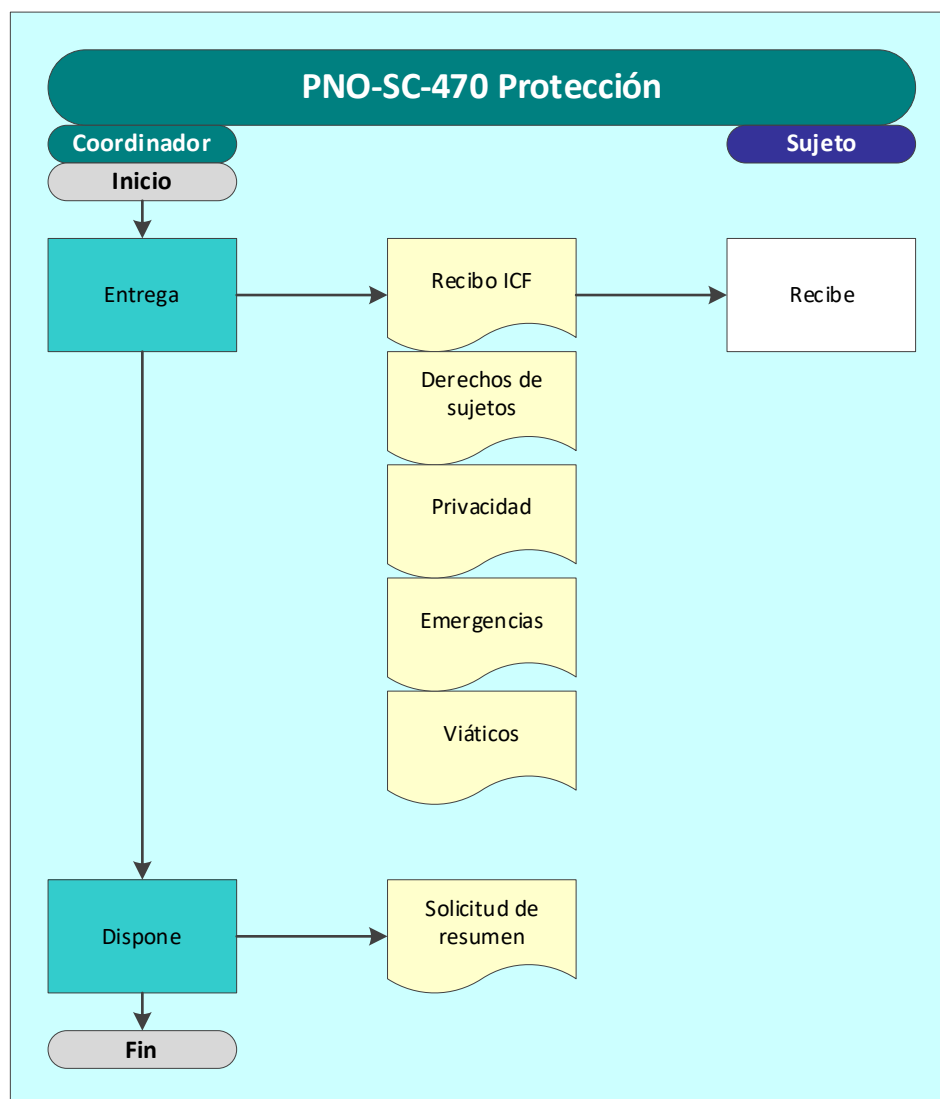 PNO-SC-470 Protección
Coordinador
Sujeto
Inicio
Entrega
Recibo ICF
Recibe
Derechos de
sujetos
Privacidad
Emergencias
Viáticos
Dispone
Solicitud de
resumen
Fin